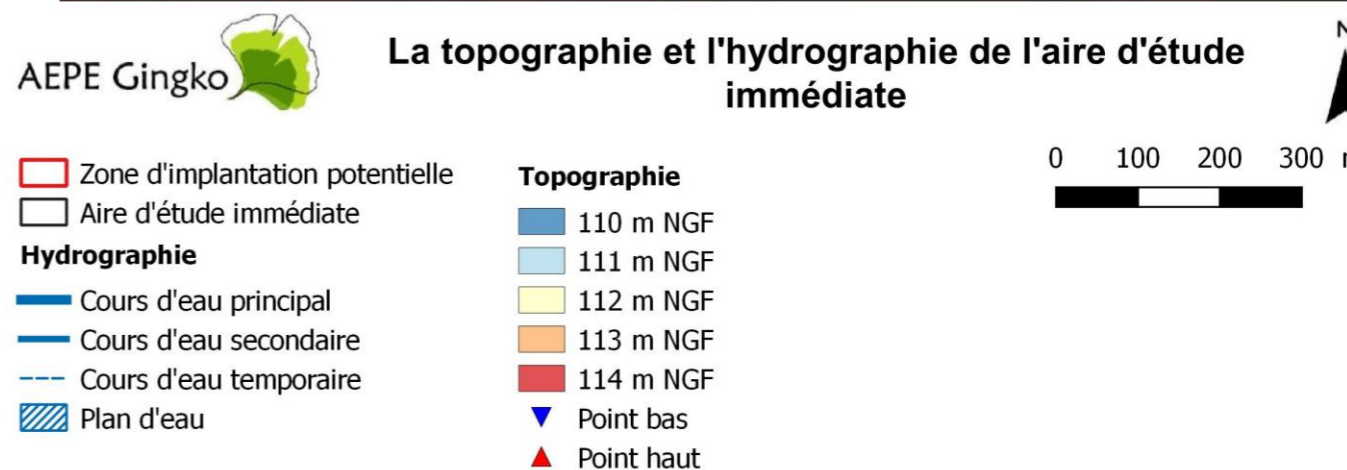 AEPE Gingko
La topographie et l'hydrographie de l'aire d'étude
immédiate
N
0 100 200 300 m
Zone d'implantation potentielle
Aire d'étude immédiate
Hydrographie
Cours d'eau principal
Cours d'eau secondaire
Cours d'eau temporaire
Plan d'eau
Topographie
110 m NGF
111 m NGF
112 m NGF
113 m NGF
114 m NGF
Point bas
Point haut